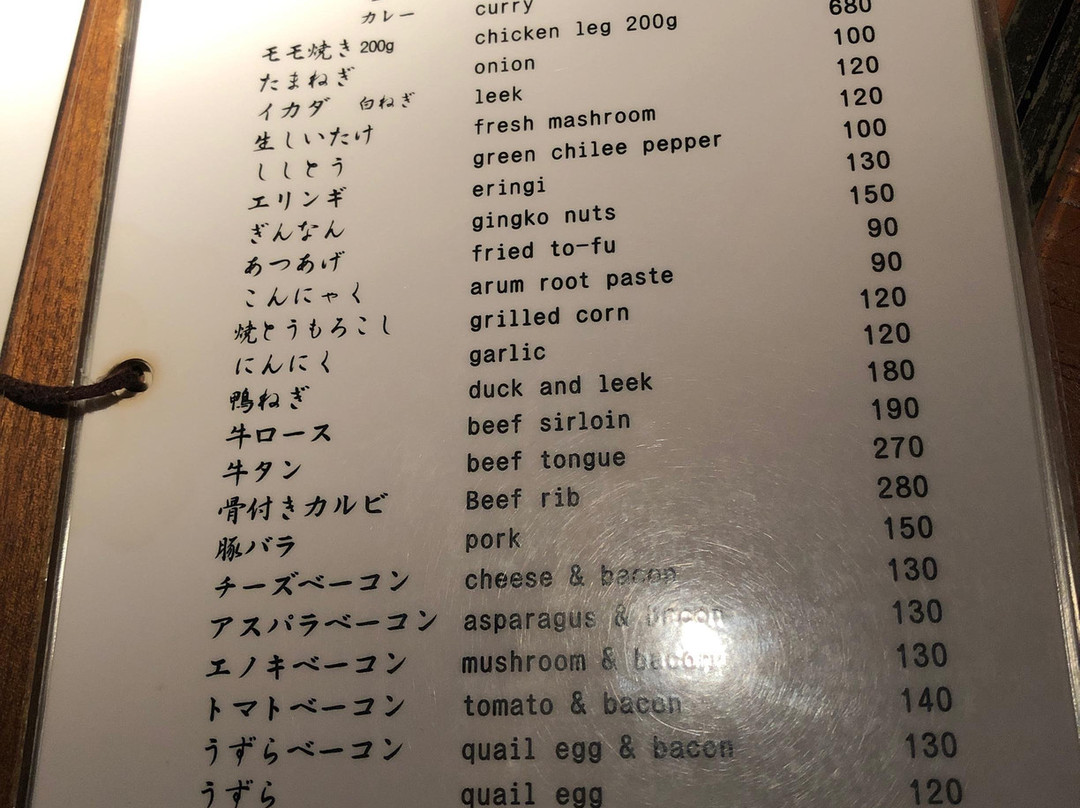 カレー curry
モモ焼き 200g chicken leg 200g 680
たまねぎ onion 100
イカダ 白ねぎ leek 120
生しいたけ fresh mashroom 120
ししとう green chilee pepper 100
エリンギ eringi 130
ぎんなん gingko nuts 150
あつあげ fried to-fu 90
こんにゃく arum root paste 90
焼とうもろこし grilled corn 120
にんにく garlic 120
鴨ねぎ duck and leek 180
牛ロース beef sirloin 190
牛タン beef tongue 270
骨付きカルビ Beef rib 280
豚バラ pork 150
チーズベーコン cheese & bacon 130
アスパラベーコン asparagus & bacon 130
エノキベーコン mushroom & bacon 130
トマトベーコン tomato & bacon 140
うずらベーコン quail egg & bacon 130
うずら quail egg 120